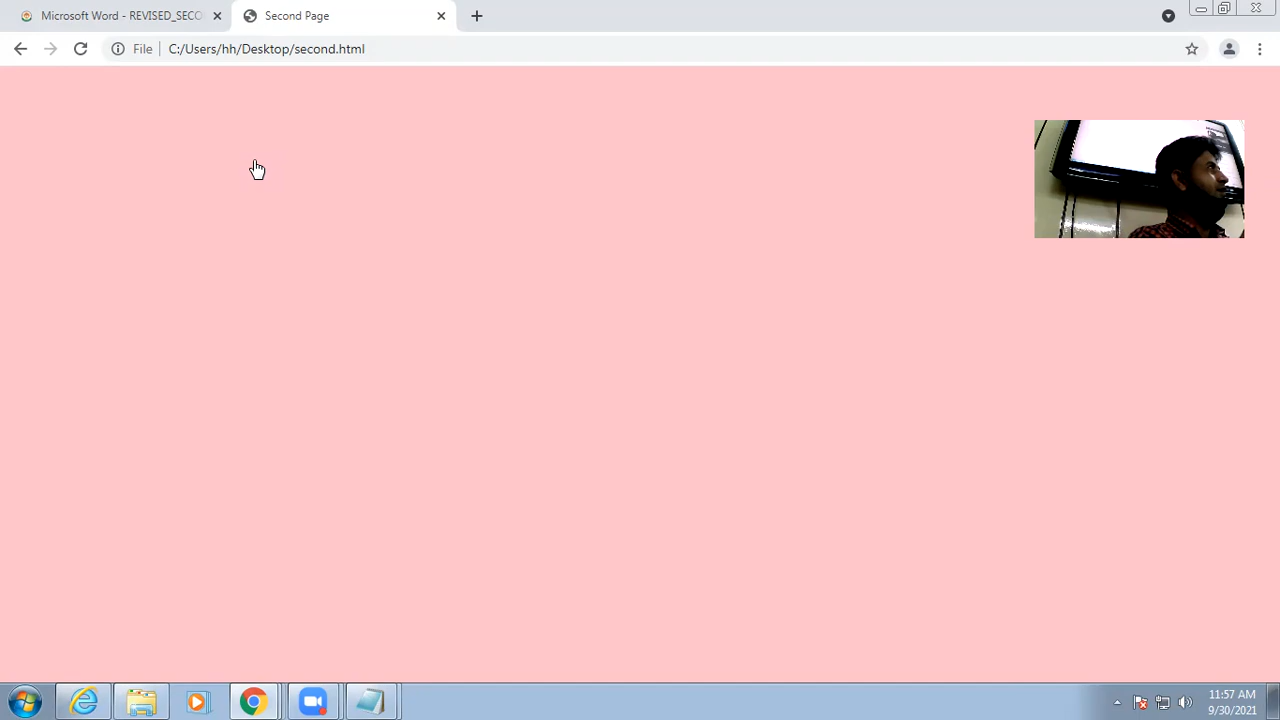 Microsoft Word - REVISED_SECO
Second Page
File
C:/Users/hh/Desktop/second.html
11:57 AM
9/30/2021